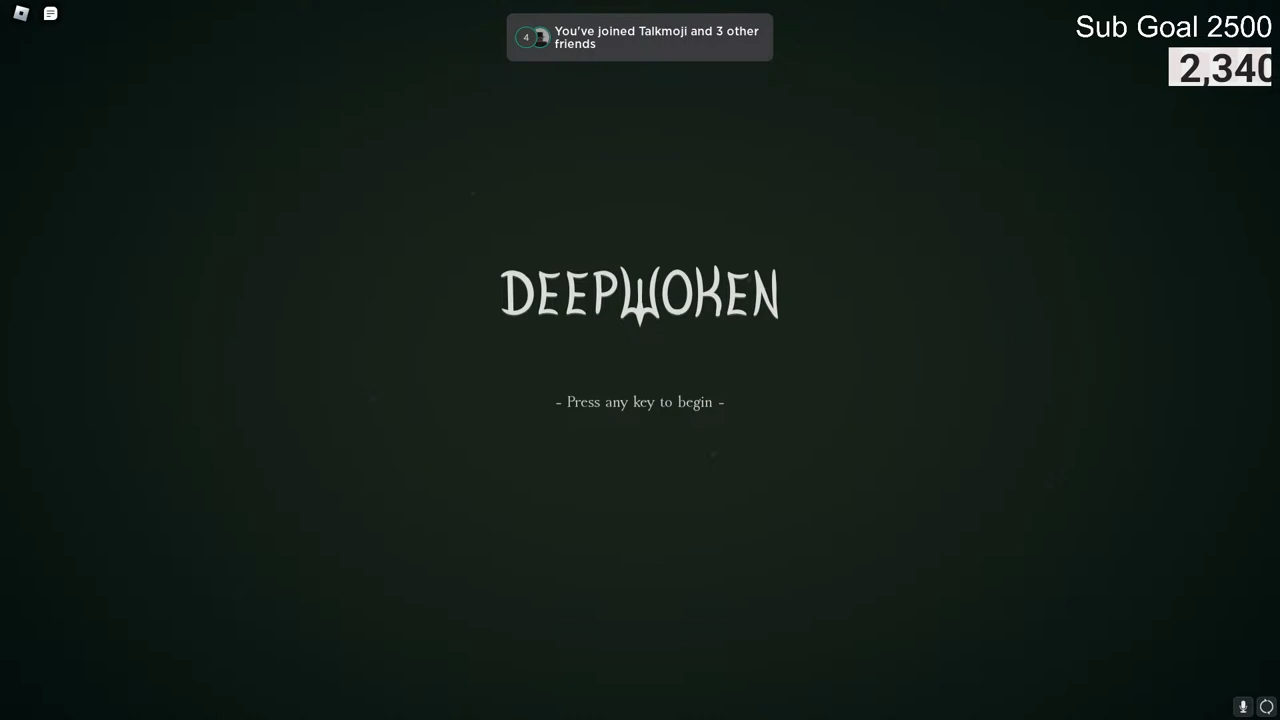 4
You've joined Talkmoji and 3 other
friends
Sub Goal 2500
2,340
DEEPWOKEN
- Press any key to begin -